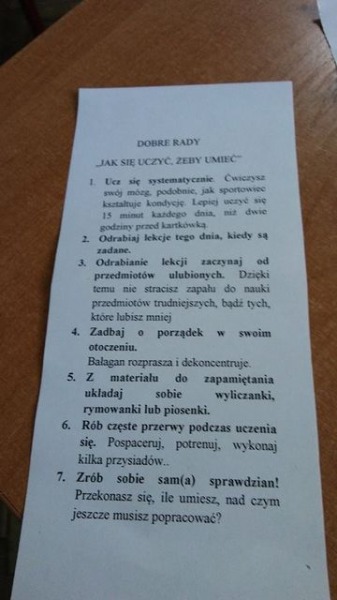 DOBRE RADY
„JAK SIĘ UCZYĆ, ŻEBY UMIEĆ”
1. Ucz się systematycznie. Ćwiczysz
swój mózg, podobnie, jak sportowiec
kształtuje kondycję. Lepiej uczyć się
15 minut każdego dnia, niż dwie
godziny przed kartkówką.
2. Odrabiaj lekcje tego dnia, kiedy są
zadane.
3. Odrabianie lekcji zaczynaj od
przedmiotów ulubionych. Dzięki
temu nie stracisz zapału do nauki
przedmiotów trudniejszych, bądź tych,
które lubisz mniej
4. Zadbaj o porządek w swoim
otoczeniu.
Bałagan rozprasza i dekoncentruje.
5. Z materiału do zapamiętania
układaj sobie wyliczanki,
rymowanki lub piosenki.
6. Rób częste przerwy podczas uczenia
się. Pospaceruj, potrenuj, wykonaj
kilka przysiadów..
7. Zrób sobie sam(a) sprawdzian!
Przekonasz się, ile umiesz, nad czym
jeszcze musisz popracować?